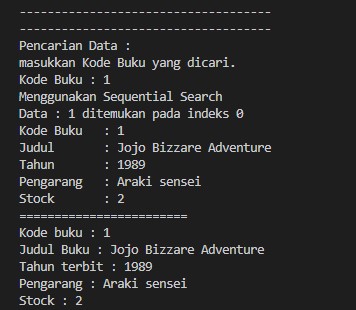 ------------------------------------
------------------------------------
Pencarian Data :
masukkan Kode Buku yang dicari.
Kode Buku : 1
Menggunakan Sequential Search
Data : 1 ditemukan pada indeks 0
Kode Buku   : 1
Judul       : Jojo Bizzare Adventure
Tahun       : 1989
Pengarang   : Araki sensei
Stock       : 2
========================
Kode buku : 1
Judul Buku : Jojo Bizzare Adventure
Tahun terbit : 1989
Pengarang : Araki sensei
Stock : 2